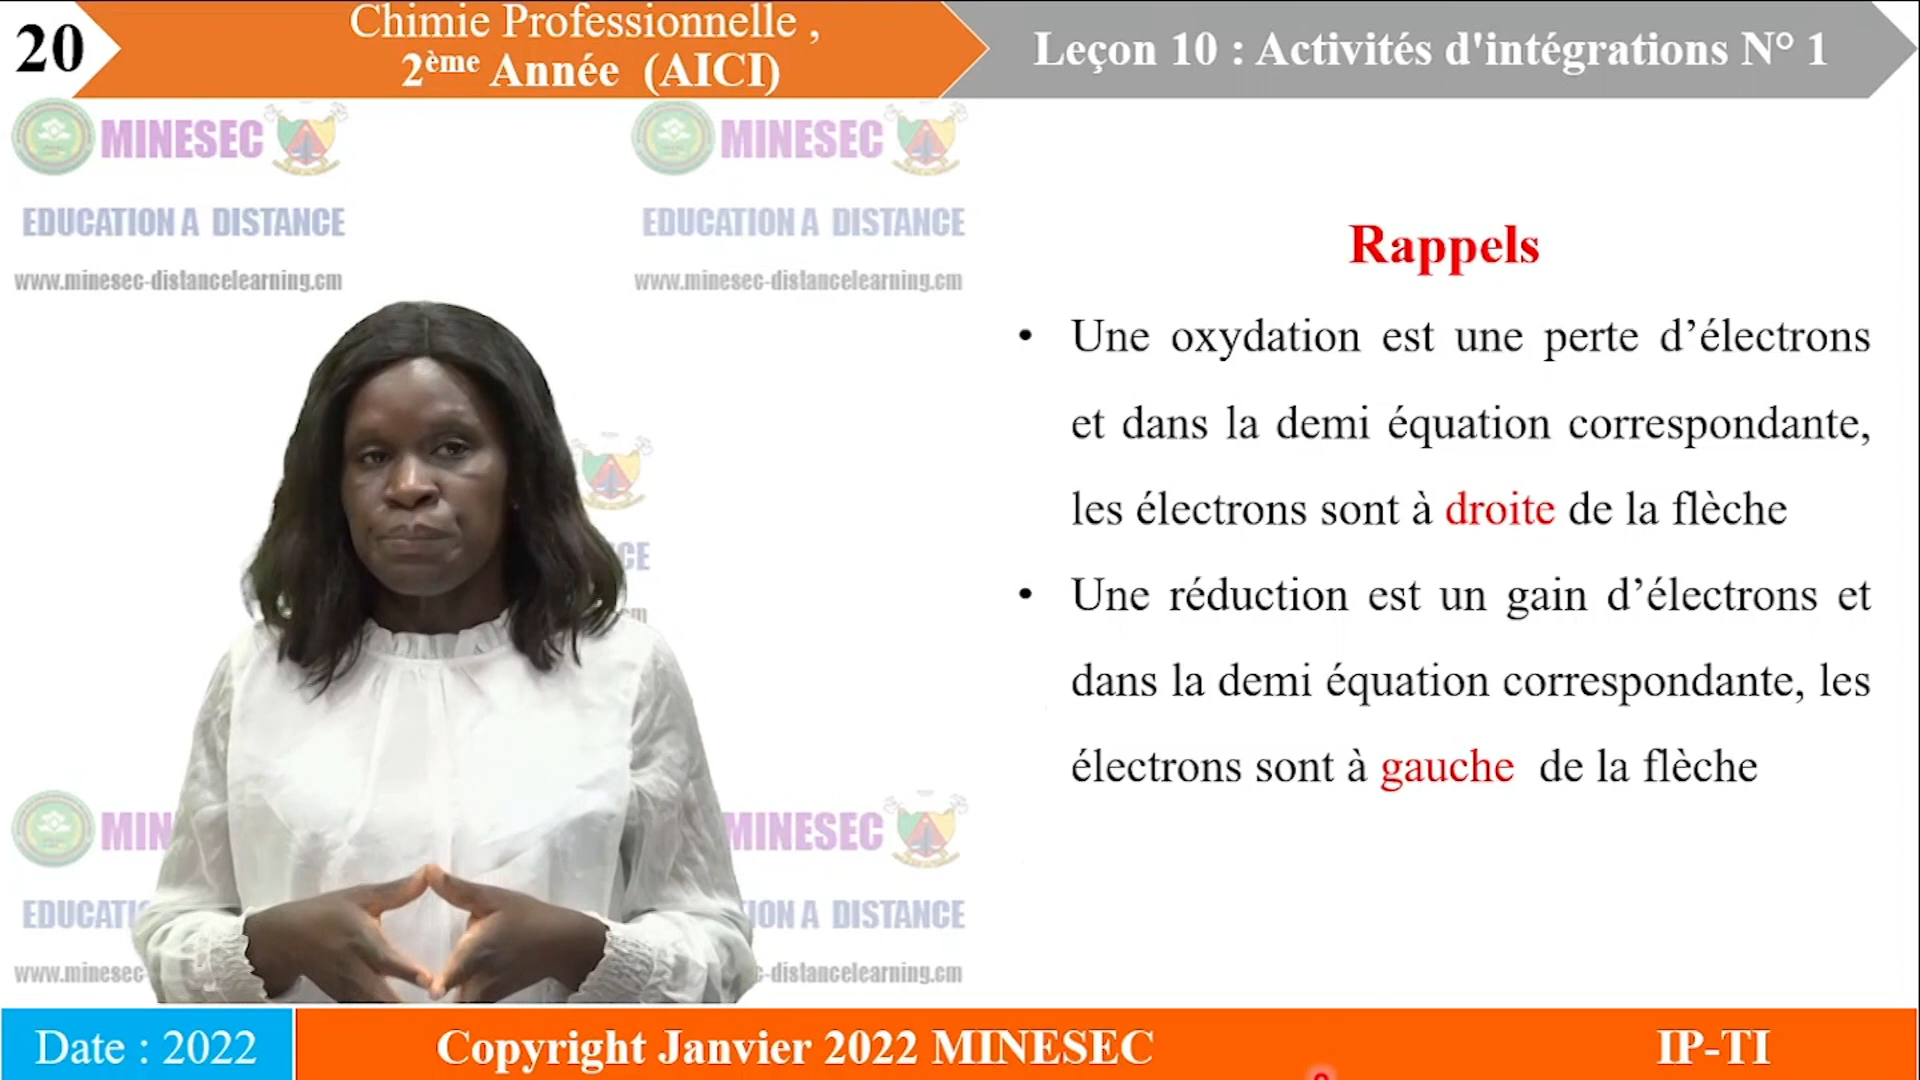 20
Chimie Professionnelle ,
2ème Année (AICI)
Leçon 10 : Activités d'intégrations N° 1
MINESEC
EDUCATION A DISTANCE
www.minesec-distancelearning.cm
MINESEC
EDUCATION A DISTANCE
www.minesec-distancelearning.cm
Rappels
• Une oxydation est une perte d’électrons
et dans la demi équation correspondante,
les électrons sont à droite de la flèche
• Une réduction est un gain d’électrons et
dans la demi équation correspondante, les
électrons sont à gauche de la flèche
CE
cm
MIN
EDUCATI
www.minesec
MINESEC
ION A DISTANCE
c-distancelearning.cm
Date : 2022
Copyright Janvier 2022 MINESEC
IP-TI